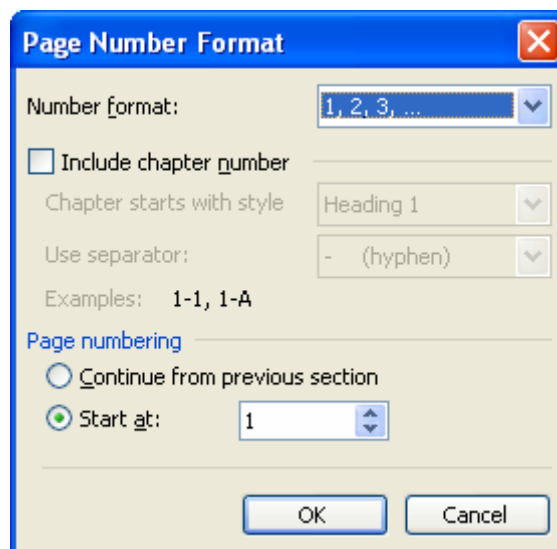 Page Number Format
Number format: 1, 2, 3, ...
Include chapter number
Chapter starts with style Heading 1
Use separator: - (hyphen)
Examples: 1-1, 1-A
Page numbering
Continue from previous section
Start at: 1
OK Cancel